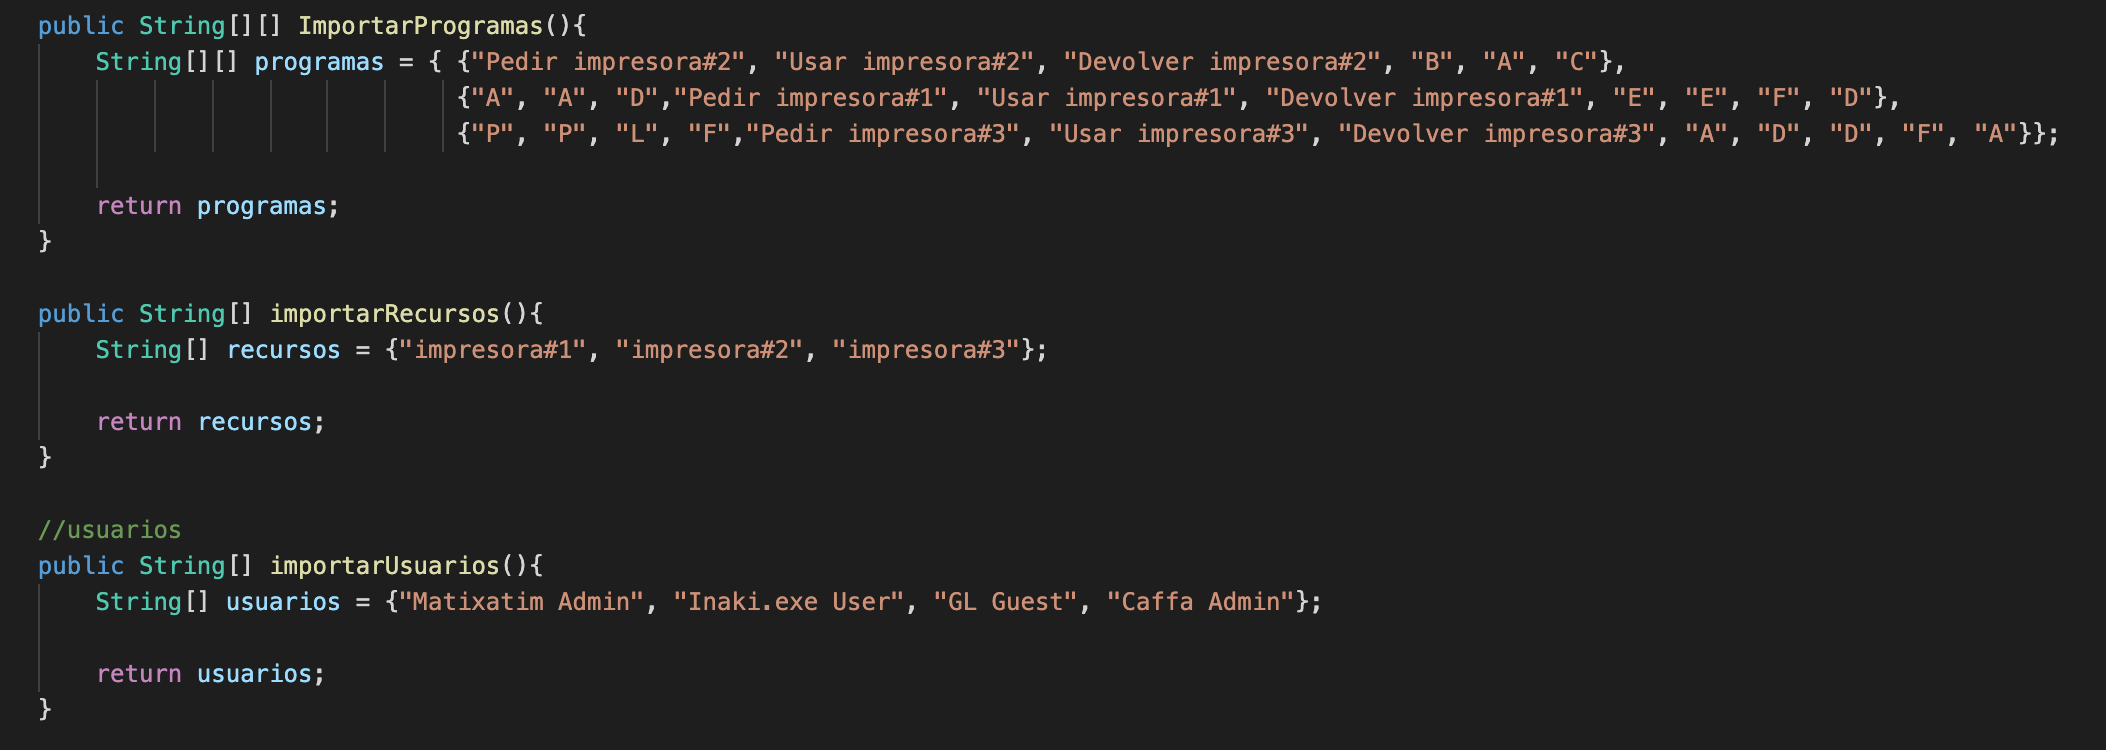 public String[][] ImportarProgramas(){
    String[][] programas = { {"Pedir impresora#2", "Usar impresora#2", "Devolver impresora#2", "B", "A", "C"},
                             {"A", "A", "D","Pedir impresora#1", "Usar impresora#1", "Devolver impresora#1", "E", "E", "F", "D"},
                             {"P", "P", "L", "F","Pedir impresora#3", "Usar impresora#3", "Devolver impresora#3", "A", "D", "D", "F", "A"}};
    return programas;
}
public String[] importarRecursos(){
    String[] recursos = {"impresora#1", "impresora#2", "impresora#3"};
    return recursos;
}
//usuarios
public String[] importarUsuarios(){
    String[] usuarios = {"Matixatim Admin", "Inaki.exe User", "GL Guest", "Caffa Admin"};
    return usuarios;
}